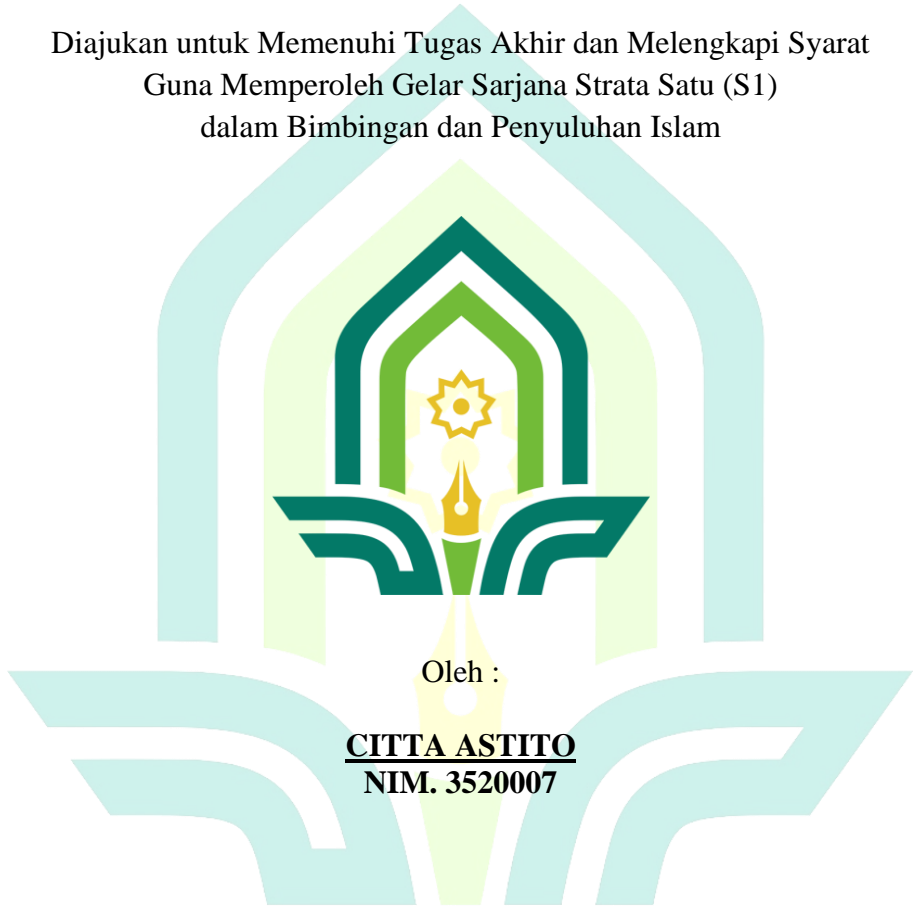 Diajukan untuk Memenuhi Tugas Akhir dan Melengkapi Syarat
Guna Memperoleh Gelar Sarjana Strata Satu (S1)
dalam Bimbingan dan Penyuluhan Islam
Oleh :
CITTA ASTITO
NIM. 3520007